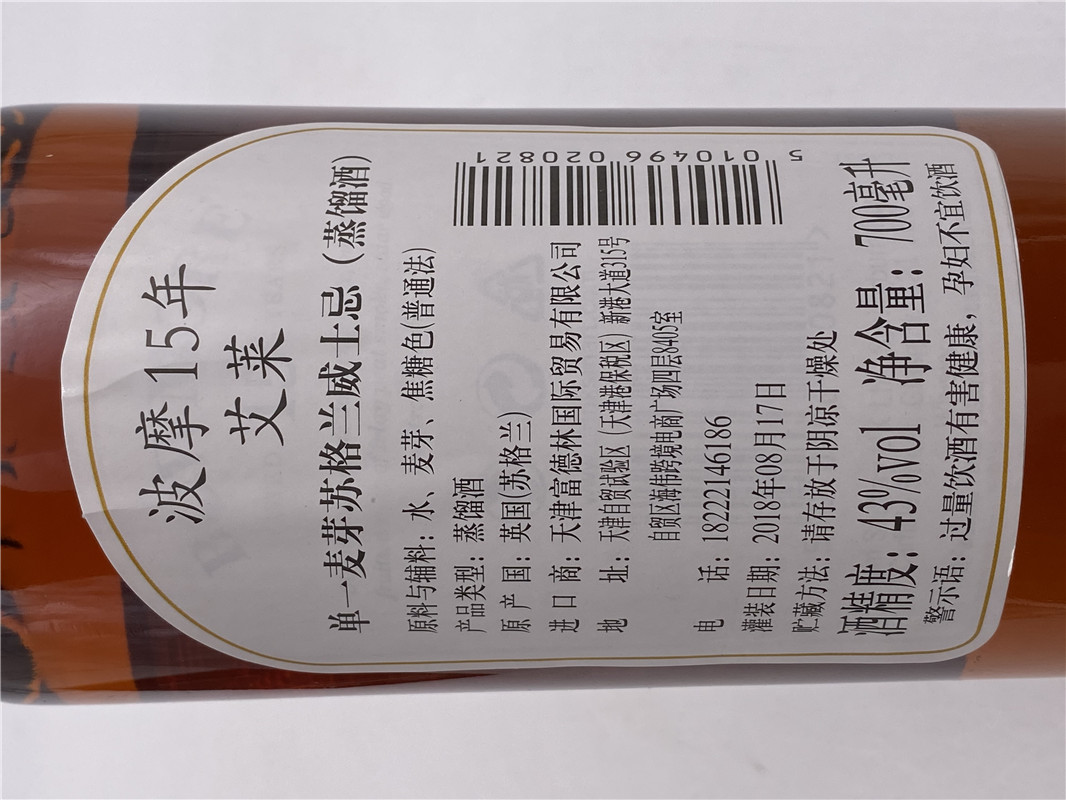 波摩15年
艾莱
单一麦芽苏格兰威士忌（蒸馏酒）
原料与辅料：水、麦芽、焦糖色(普通法)
产品类型：蒸馏酒
原产国：英国(苏格兰)
进口商：天津富德林国际贸易有限公司
地址：天津自贸试验区（天津港保税区）新港大道315号
自贸区海伟跨境电商广场四层9405室
电话：18222146186
灌装日期：2018年08月17日
贮藏方法：请存放于阴凉干燥处
酒精度：43%vol 净含量：700毫升
警示语：过量饮酒有害健康，孕妇不宜饮酒
5 010496 020821